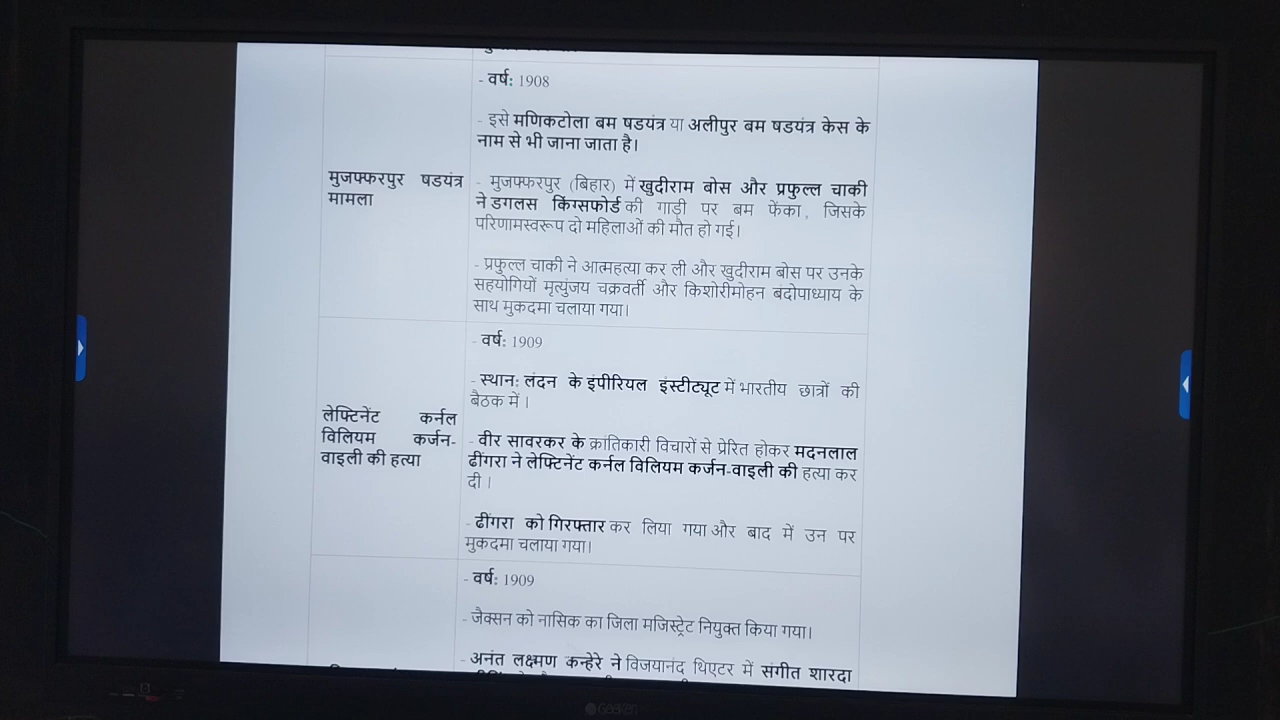 - वर्ष: 1908
- इसे मणिकटोला बम षडयंत्र या अलीपुर बम षडयंत्र केस के
नाम से भी जाना जाता है।
मुजफ्फरपुर षडयंत्र
मामला
- मुजफ्फरपुर (बिहार) में खुदीराम बोस और प्रफुल्ल चाकी
ने डगलस किंग्सफोर्ड की गाड़ी पर बम फेंका, जिसके
परिणामस्वरूप दो महिलाओं की मौत हो गई।
- प्रफुल्ल चाकी ने आत्महत्या कर ली और खुदीराम बोस पर उनके
सहयोगियों मृत्युंजय चक्रवर्ती और किशोरीमोहन बंदोपाध्याय के
साथ मुकदमा चलाया गया।
- वर्ष: 1909
- स्थान: लंदन के इंपीरियल इंस्टीट्यूट में भारतीय छात्रों की
बैठक में ।
लेफ्टिनेंट कर्नल
विलियम कर्जन-
वाइली की हत्या
- वीर सावरकर के क्रांतिकारी विचारों से प्रेरित होकर मदनलाल
ढींगरा ने लेफ्टिनेंट कर्नल विलियम कर्जन-वाइली की हत्या कर
दी ।
- ढींगरा को गिरफ्तार कर लिया गया और बाद में उन पर
मुकदमा चलाया गया।
- वर्ष: 1909
- जैक्सन को नासिक का जिला मजिस्ट्रेट नियुक्त किया गया।
- अनंत लक्ष्मण कन्हेरे ने विजयानंद थिएटर में संगीत शारदा
Geeken